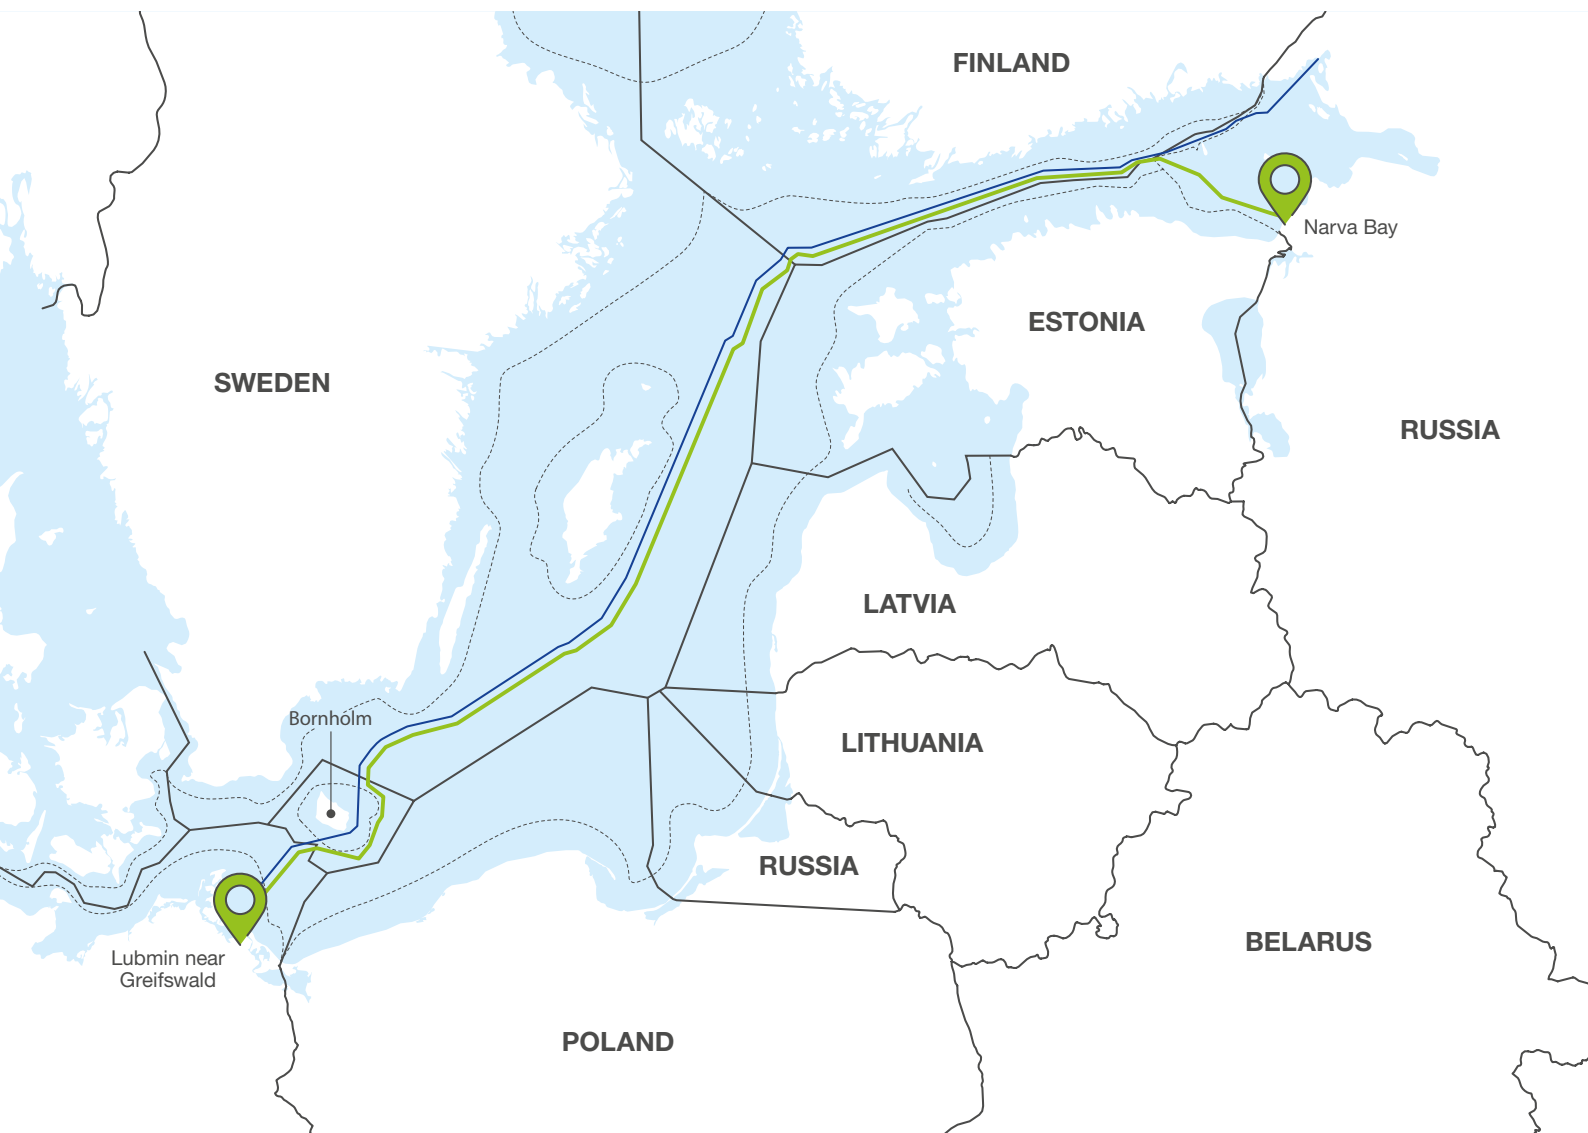 FINLAND
Narva Bay
ESTONIA
SWEDEN
RUSSIA
LATVIA
Bornholm
LITHUANIA
RUSSIA
BELARUS
Lubmin near
Greifswald
POLAND